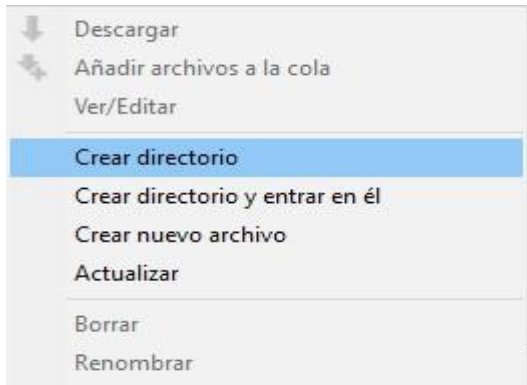 Descargar
Añadir archivos a la cola
Ver/Editar
Crear directorio
Crear directorio y entrar en él
Crear nuevo archivo
Actualizar
Borrar
Renombrar